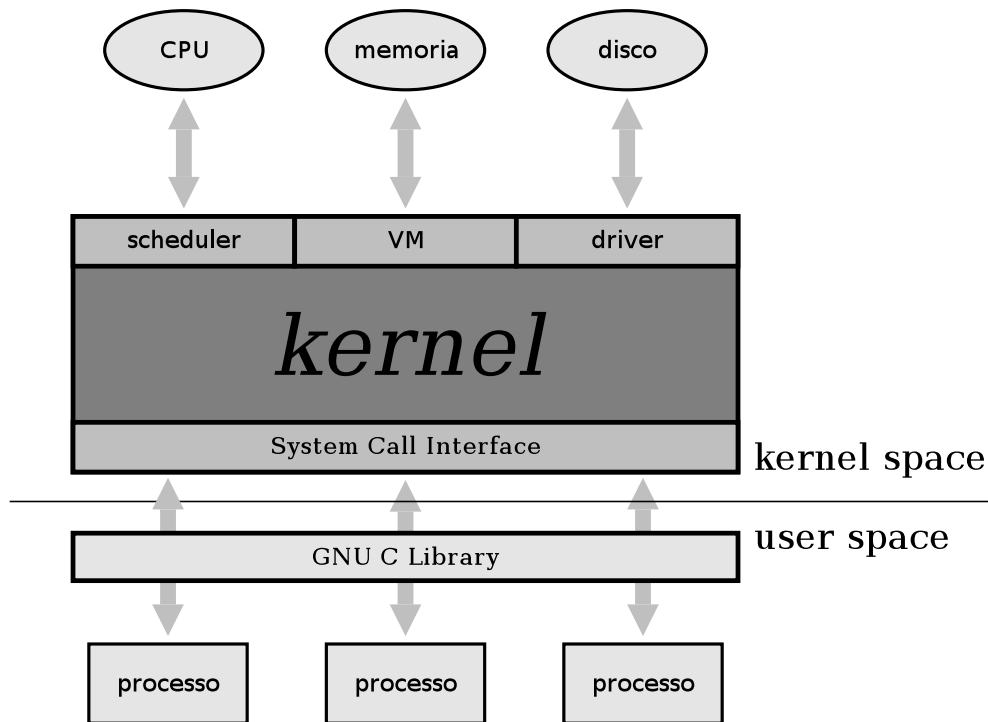 CPU
memoria
disco
scheduler
VM
driver
kernel
System Call Interface
kernel space
user space
GNU C Library
processo
processo
processo